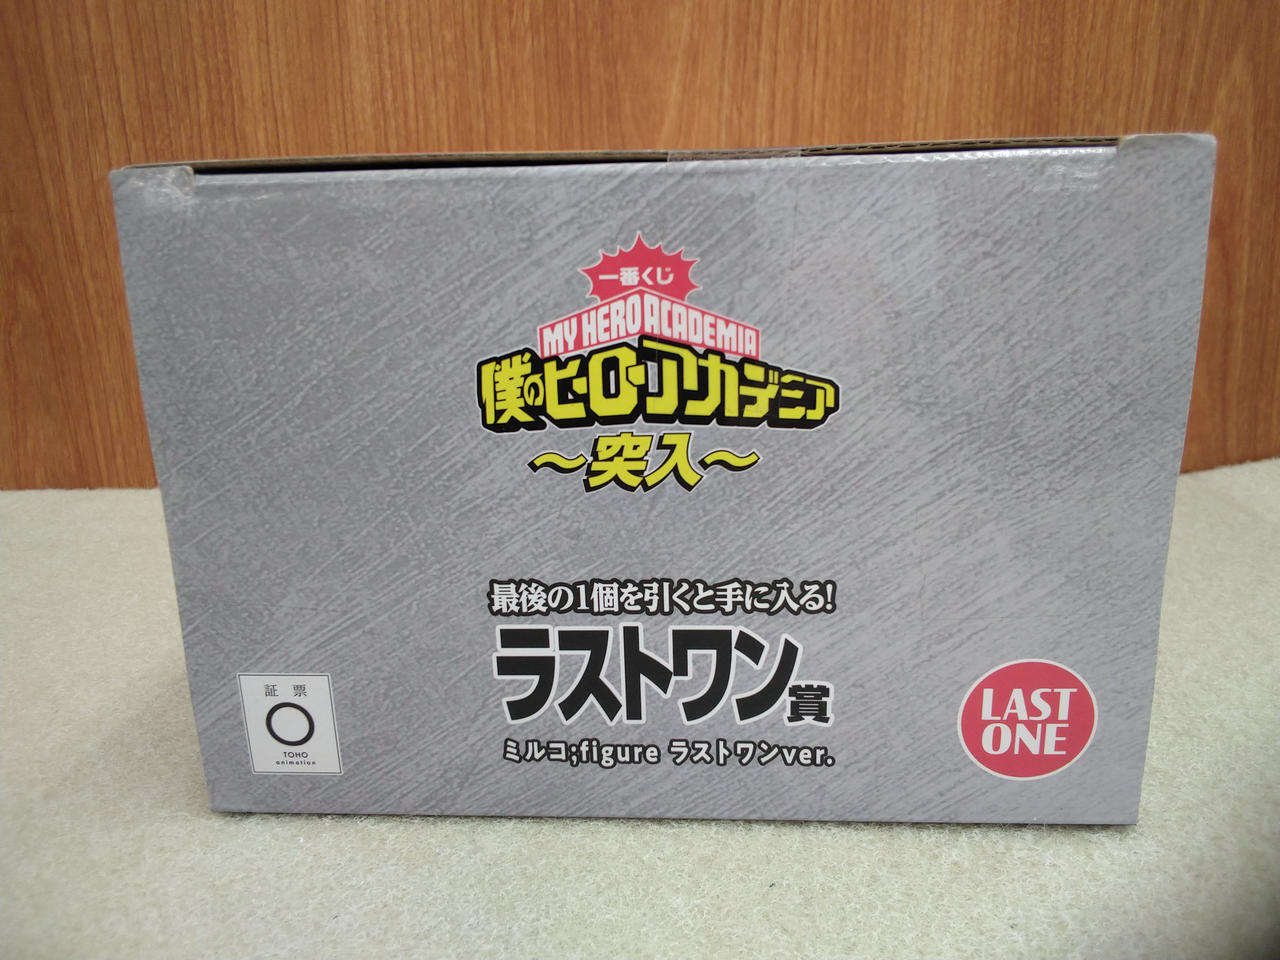 一番くじ
MY HERO ACADEMIA
僕のヒーローアカデミア
～突入～
最後の1個を引くと手に入る!
ラストワン賞
ミルコ;figure ラストワンver.
証 票
TOHO
animation
LAST
ONE